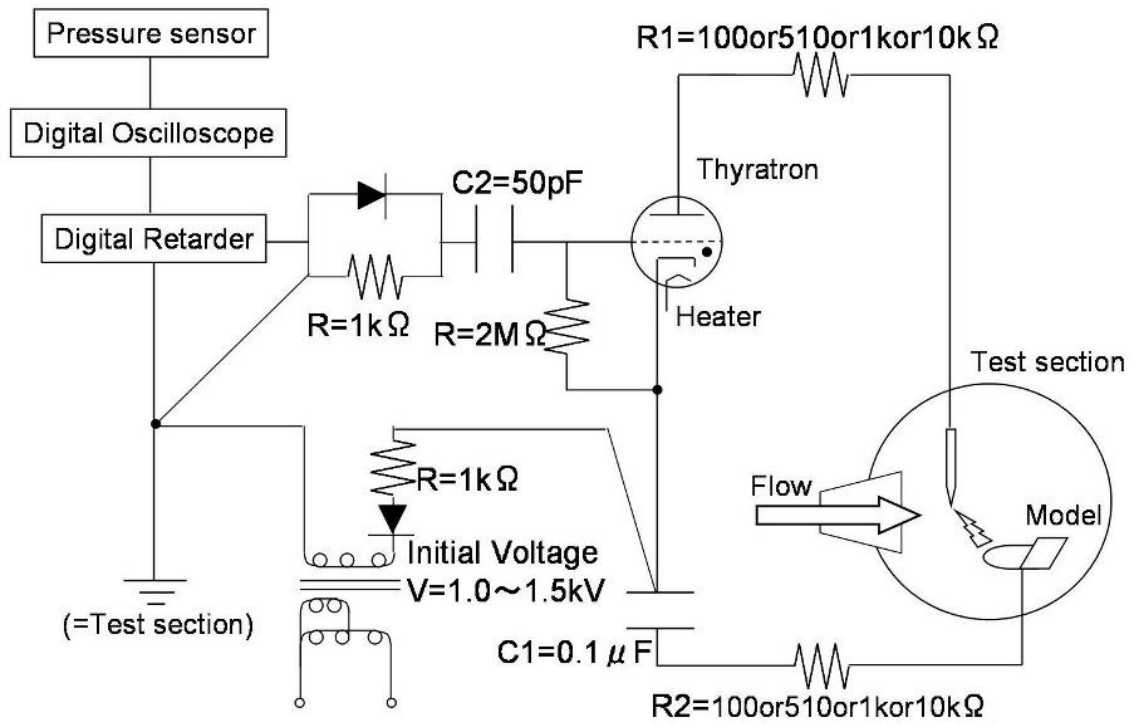 Pressure sensor
R1=100or510or1kor10kΩ
Digital Oscilloscope
Thyratron
C2=50pF
Digital Retarder
R=1kΩ
R=2MΩ
Heater
Test section
R=1kΩ
Flow
Model
Initial Voltage
V=1.0～1.5kV
(=Test section)
C1=0.1μF
R2=100or510or1kor10kΩ